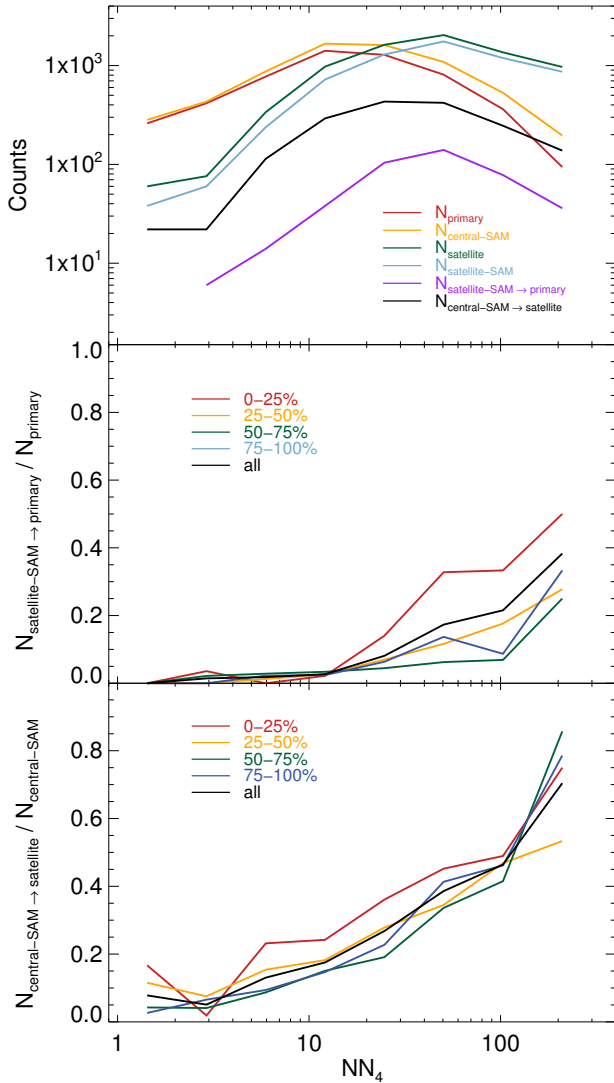 1x10³
1x10²
1x10¹
Counts
N_primary
N_central−SAM
N_satellite
N_satellite−SAM
N_satellite−SAM → primary
N_central−SAM → satellite
1.0
0.8
0.6
0.4
0.2
0.0
N_satellite−SAM → primary / N_primary
0−25%
25−50%
50−75%
75−100%
all
0.8
0.6
0.4
0.2
0.0
N_central−SAM → satellite / N_central−SAM
0−25%
25−50%
50−75%
75−100%
all
1 10 100
NN₄